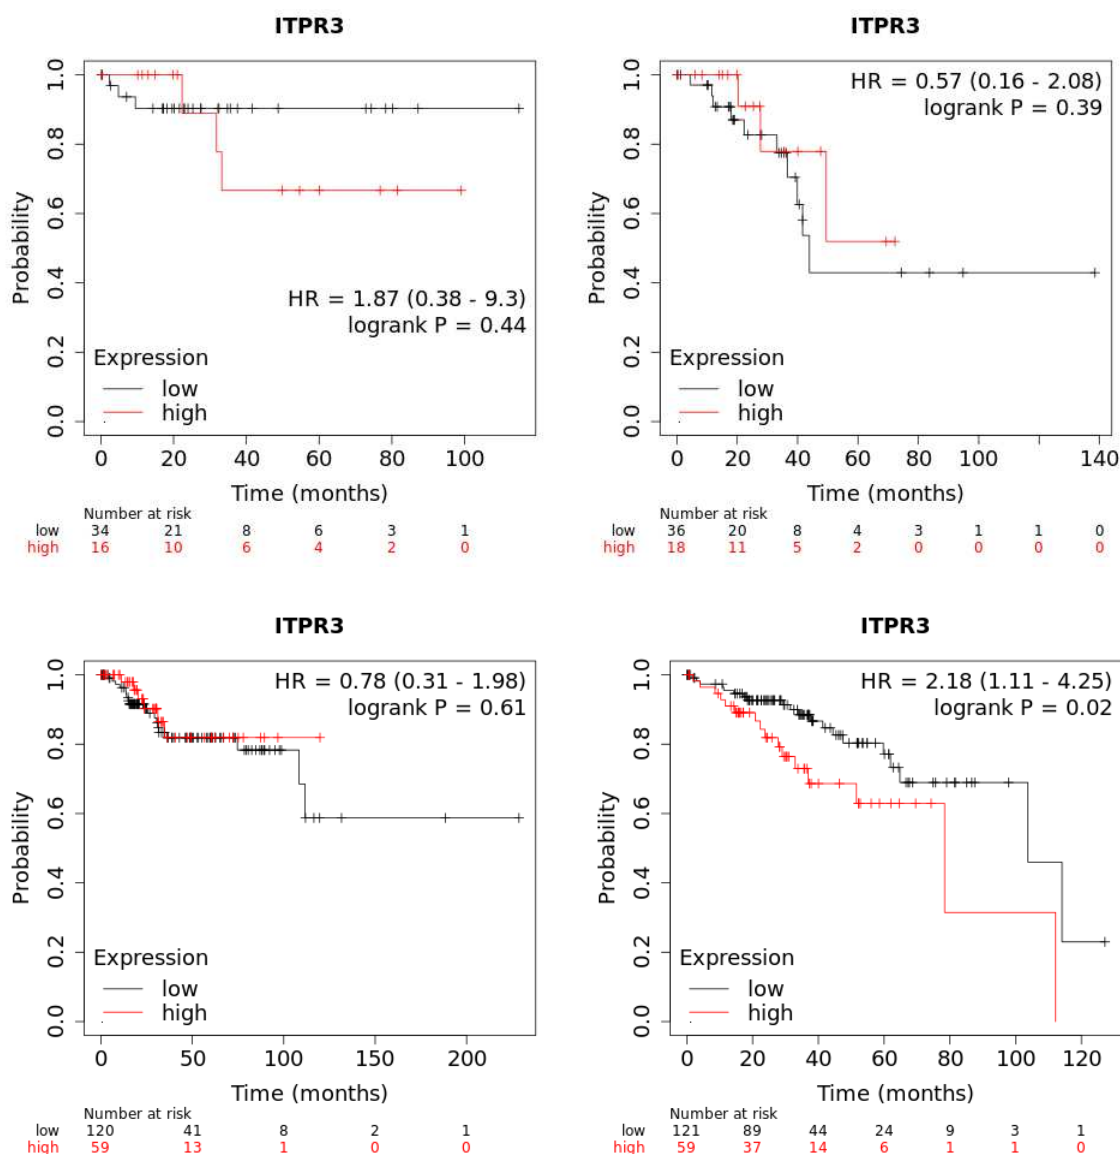 ITPR3
HR = 1.87 (0.38 - 9.3)
logrank P = 0.44
Expression
low
high
Probability
0.0 0.2 0.4 0.6 0.8 1.0
0 20 40 60 80 100
Time (months)
Number at risk
low 34 21 8 6 3 1
high 16 10 6 4 2 0
ITPR3
HR = 0.57 (0.16 - 2.08)
logrank P = 0.39
Expression
low
high
Probability
0.0 0.2 0.4 0.6 0.8 1.0
0 20 40 60 80 100 140
Time (months)
Number at risk
low 36 20 8 4 3 1 1 0
high 18 11 5 2 0 0 0 0
ITPR3
HR = 0.78 (0.31 - 1.98)
logrank P = 0.61
Expression
low
high
Probability
0.0 0.2 0.4 0.6 0.8 1.0
0 50 100 150 200
Time (months)
Number at risk
low 120 41 8 2 1
high 59 13 1 0 0
ITPR3
HR = 2.18 (1.11 - 4.25)
logrank P = 0.02
Expression
low
high
Probability
0.0 0.2 0.4 0.6 0.8 1.0
0 20 40 60 80 100 120
Time (months)
Number at risk
low 121 89 44 24 9 3 1
high 59 37 14 6 1 1 0